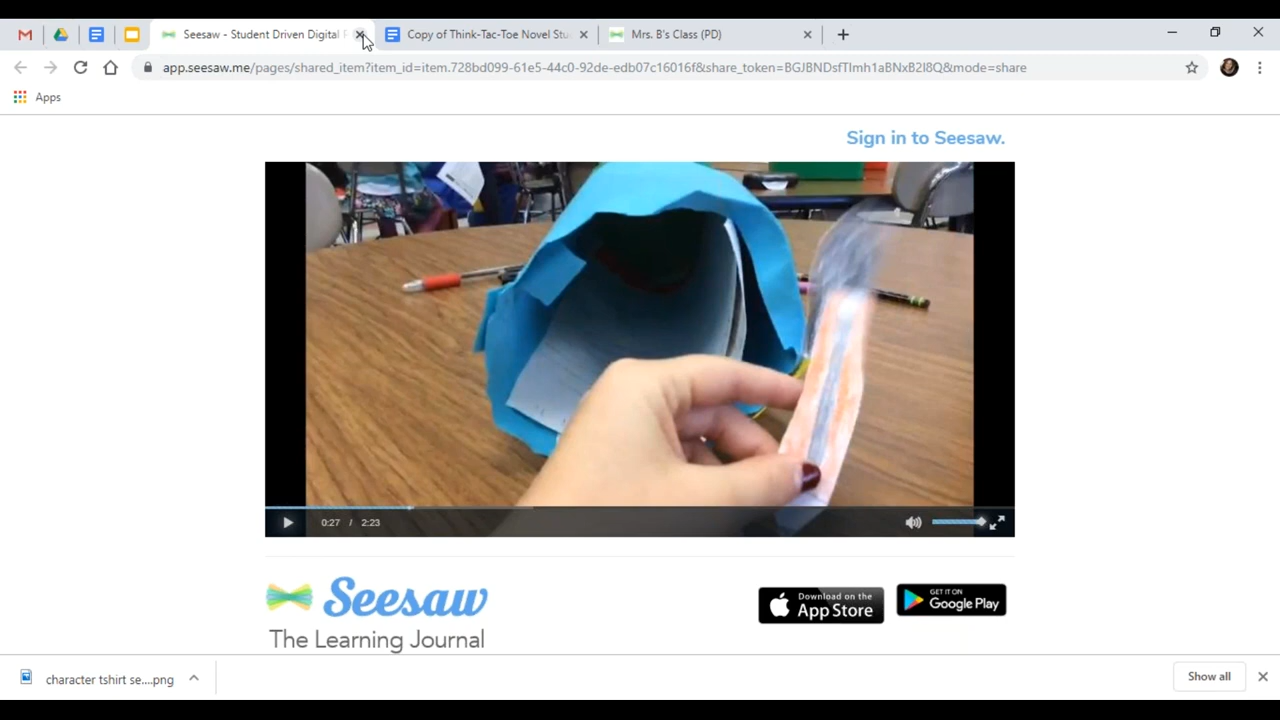 Seesaw - Student Driven Digital
Copy of Think-Tac-Toe Novel Stu
Mrs. B's Class (PD)
app.seesaw.me/pages/shared_item?item_id=item.728bd099-61e5-44c0-92de-edb07c16016f&share_token=BGJBNDsfTImh1aBNxB2I8Q&mode=share
Apps
Sign in to Seesaw.
0:27 / 2:23
Seesaw
The Learning Journal
Download on the
App Store
GET IT ON
Google Play
character tshirt se....png
Show all